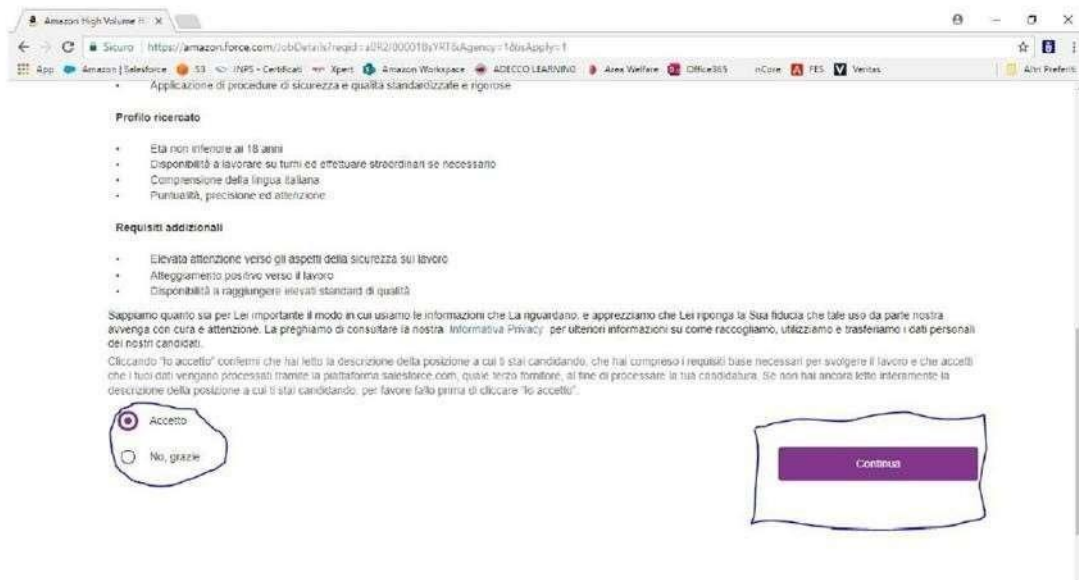 Amazon High Volume H
Sicuro https://amazon.force.com/JobDetails?reqid=
App Amazon | Salesforce 53 INPS - Certificati Xpert Amazon Workspace ADECCO LEARNING Area Welfare Office365 nCore FES Veritas Altri Preferiti
• Applicazione di procedure di sicurezza e qualità standardizzate e rigorose
Profilo ricercato
• Età non inferiore ai 18 anni
• Disponibilità a lavorare su turni ed effettuare straordinari se necessario
• Comprensione della lingua italiana
• Puntualità, precisione ed attenzione
Requisiti addizionali
• Elevata attenzione verso gli aspetti della sicurezza sul lavoro
• Atteggiamento positivo verso il lavoro
• Disponibilità a raggiungere elevati standard di qualità
Sappiamo quanto sia per Lei importante il modo in cui usiamo le informazioni che La riguardano, e apprezziamo che Lei riponga la Sua fiducia che tale uso da parte nostra
avvenga con cura e attenzione. La preghiamo di consultare la nostra Informativa Privacy per ulteriori informazioni su come raccogliamo, utilizziamo e trasferiamo i dati personali
dei nostri candidati.
Cliccando "Io accetto" confermi che hai letto la descrizione della posizione a cui ti stai candidando, che hai compreso i requisiti base necessari per svolgere il lavoro e che accetti
che i tuoi dati vengano processati tramite la piattaforma salesforce.com, quale terzo fornitore, al fine di processare la tua candidatura. Se non hai ancora letto interamente la
descrizione della posizione a cui ti stai candidando, per favore fallo prima di cliccare "Io accetto".
Accetto
No, grazie
Continua